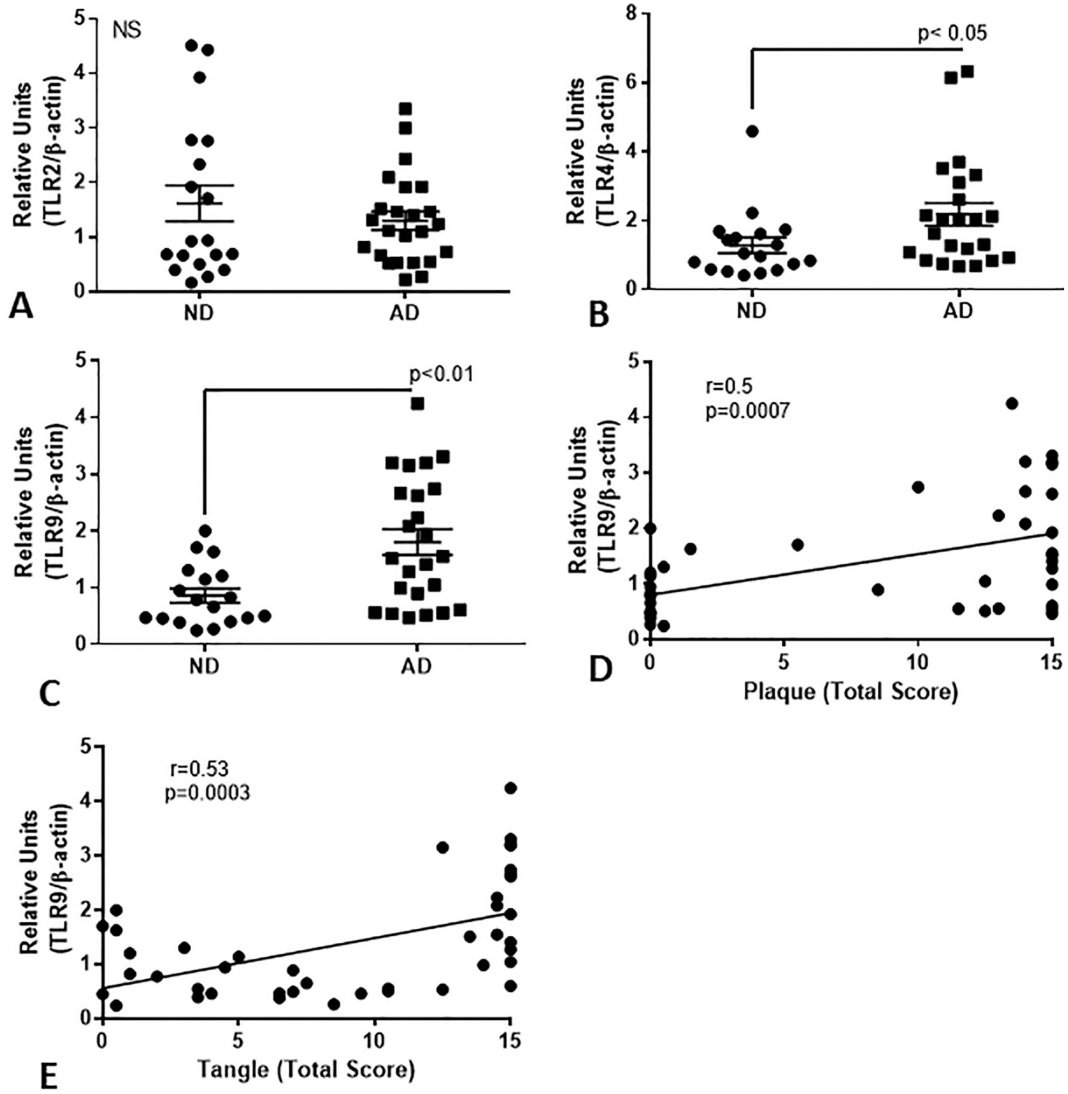 NS
Relative Units
(TLR2/β-actin)
5
4
3
2
1
0
ND
AD
A
p< 0.05
Relative Units
(TLR4/β-actin)
8
6
4
2
0
ND
AD
B
p<0.01
Relative Units
(TLR9/β-actin)
5
4
3
2
1
0
ND
AD
C
r=0.5
p=0.0007
Relative Units
(TLR9/β-actin)
5
4
3
2
1
0
0
5
10
15
Plaque (Total Score)
D
r=0.53
p=0.0003
Relative Units
(TLR9/β-actin)
5
4
3
2
1
0
0
5
10
15
Tangle (Total Score)
E